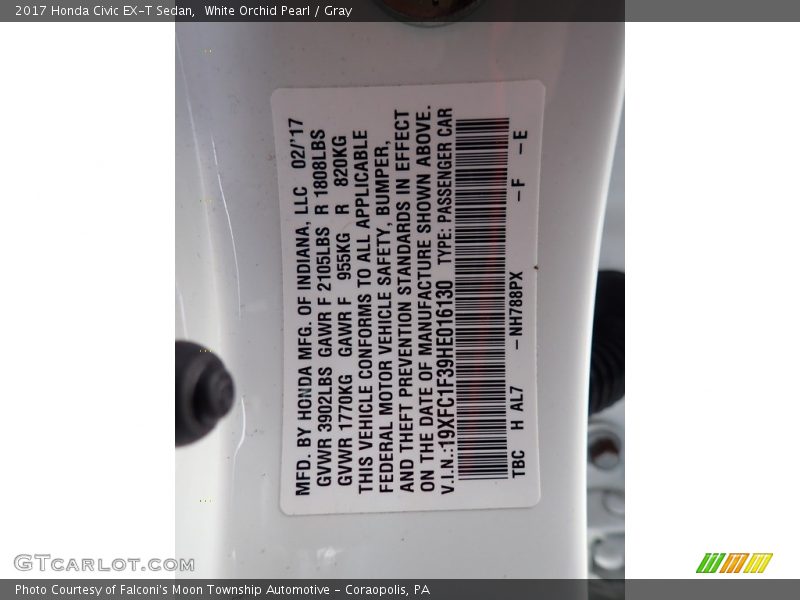 2017 Honda Civic EX-T Sedan, White Orchid Pearl / Gray
MFD. BY HONDA MFG. OF INDIANA, LLC 02/'17
GVWR 3902LBS GAWR F 2105LBS R 1808LBS
GVWR 1770KG GAWR F 955KG R 820KG
THIS VEHICLE CONFORMS TO ALL APPLICABLE
FEDERAL MOTOR VEHICLE SAFETY, BUMPER,
AND THEFT PREVENTION STANDARDS IN EFFECT
ON THE DATE OF MANUFACTURE SHOWN ABOVE.
V.I.N.:19XFC1F39HE016130 TYPE: PASSENGER CAR
TBC H AL7 -NH788PX -F -E
GTcarlot.com
Photo Courtesy of Falconi's Moon Township Automotive - Coraopolis, PA